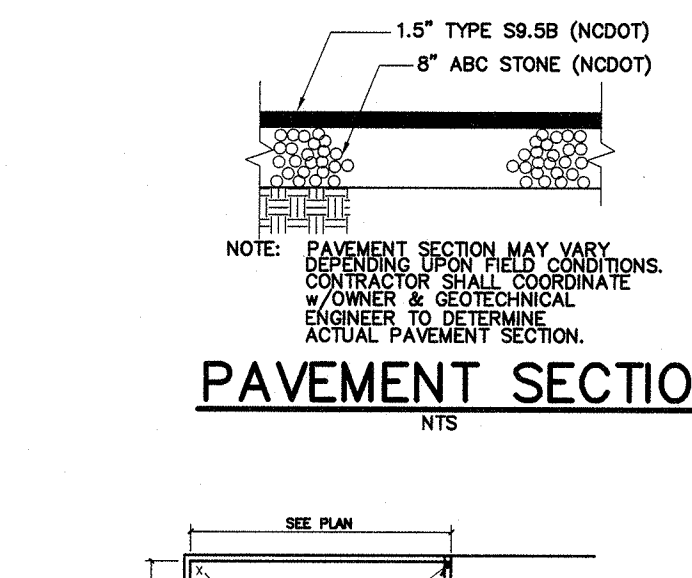 1.5" TYPE S9.5B (NCDOT)
8" ABC STONE (NCDOT)
NOTE: PAVEMENT SECTION MAY VARY
DEPENDING UPON FIELD CONDITIONS.
CONTRACTOR SHALL COORDINATE
w/OWNER & GEOTECHNICAL
ENGINEER TO DETERMINE
ACTUAL PAVEMENT SECTION.
PAVEMENT SECTIO
NTS
SEE PLAN
x